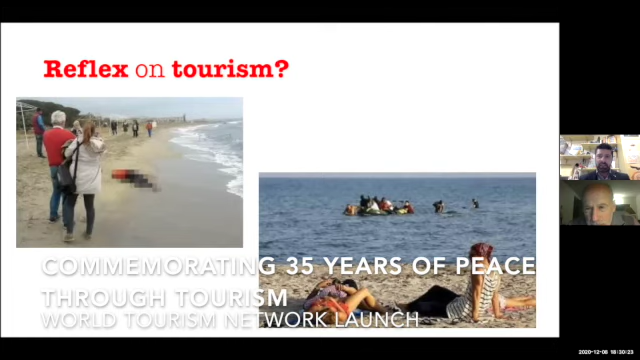 Reflex on tourism?
COMMEMORATING 35 YEARS OF PEACE
THROUGH TOURISM
WORLD TOURISM NETWORK LAUNCH
2020-12-08 18:30:23